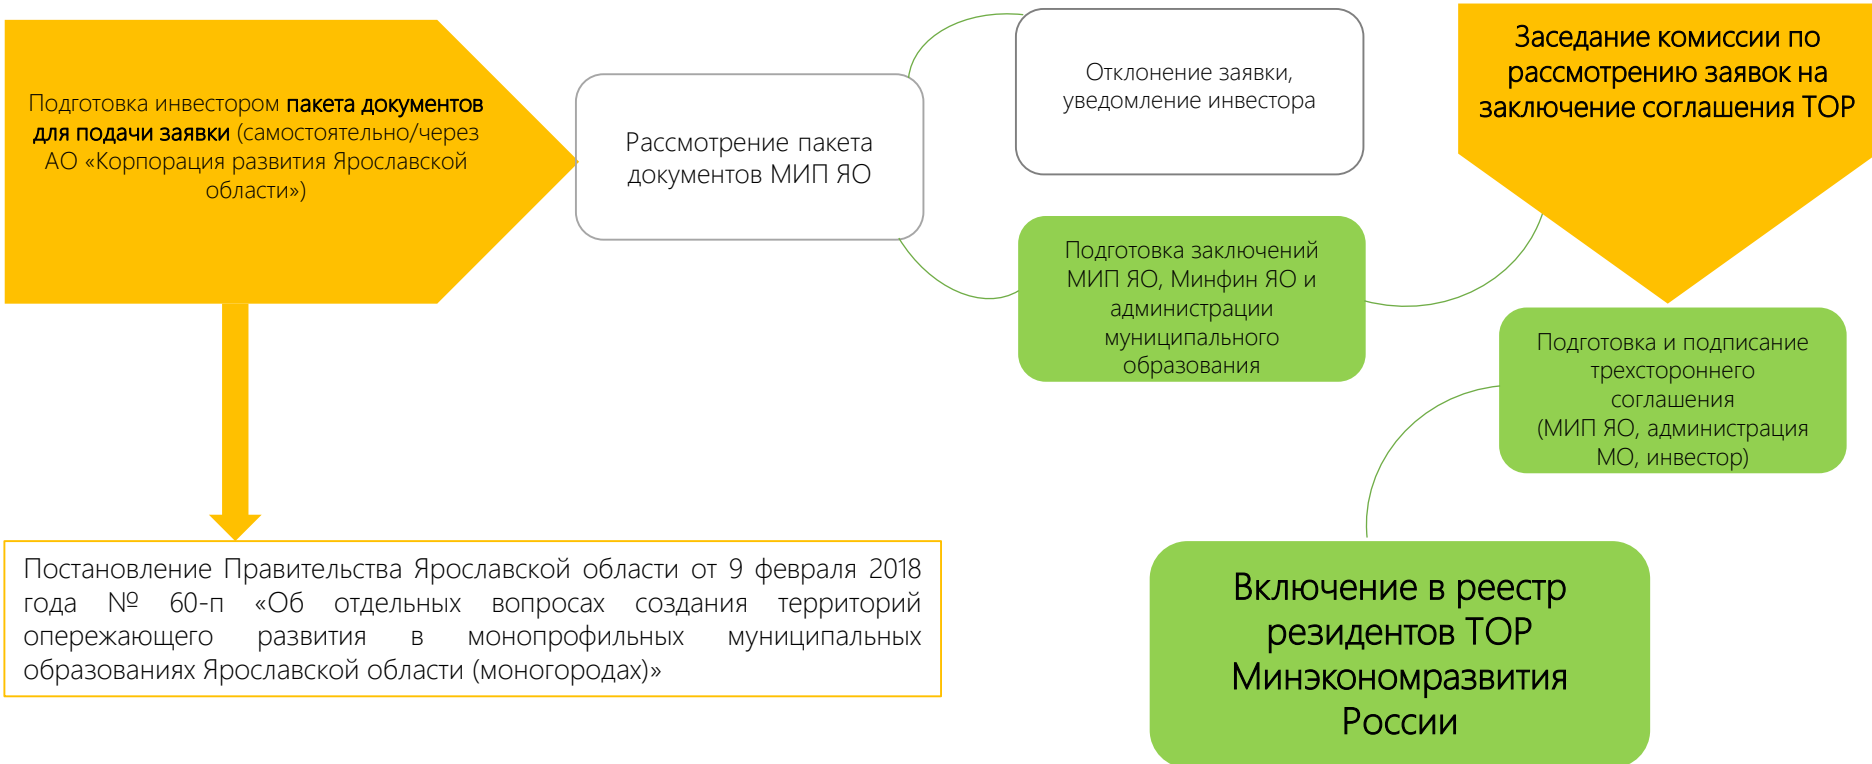 Подготовка инвестором пакета документов
для подачи заявки (самостоятельно/через
АО «Корпорация развития Ярославской
области»)
Рассмотрение пакета
документов МИП ЯО
Отклонение заявки,
уведомление инвестора
Подготовка заключений
МИП ЯО, Минфин ЯО и
администрации
муниципального
образования
Заседание комиссии по
рассмотрению заявок на
заключение соглашения ТОР
Подготовка и подписание
трехстороннего
соглашения
(МИП ЯО, администрация
МО, инвестор)
Включение в реестр
резидентов ТОР
Минэкономразвития
России
Постановление Правительства Ярославской области от 9 февраля 2018
года № 60-п «Об отдельных вопросах создания территорий
опережающего развития в монопрофильных муниципальных
образованиях Ярославской области (моногородах)»